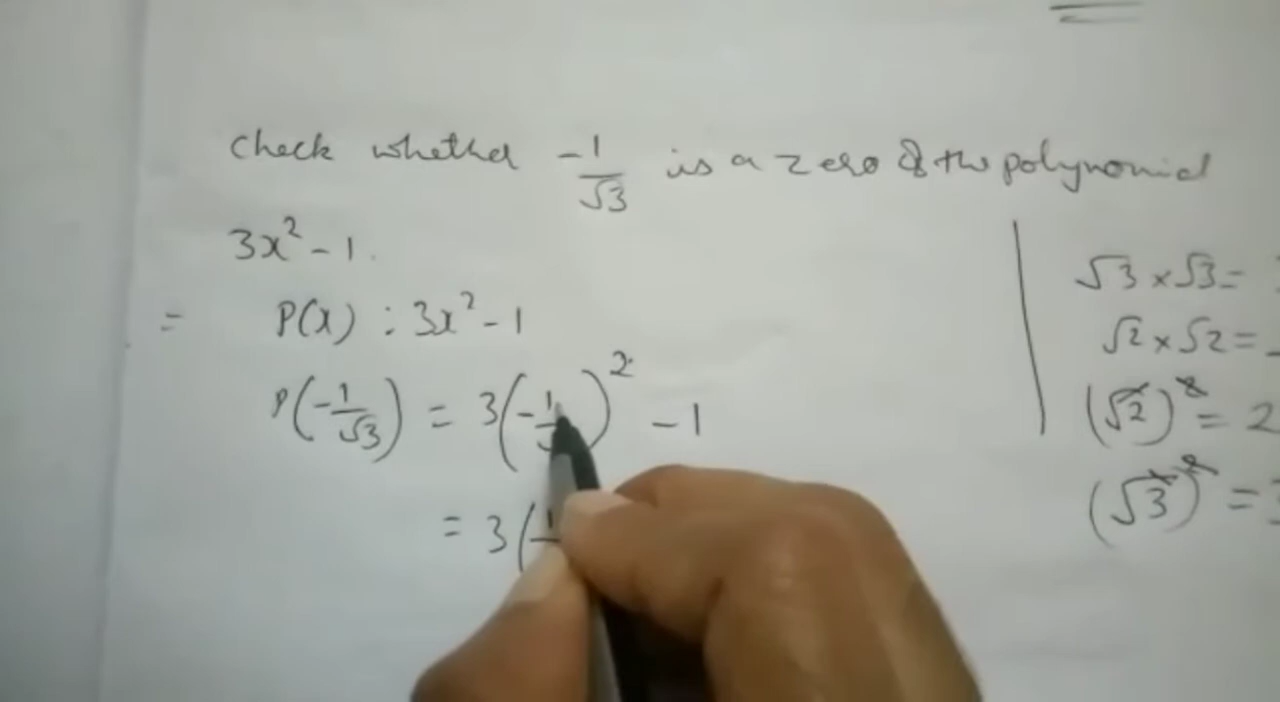 check whether -1/√3 is a zero of the polynomial
3x² - 1.
= P(x) : 3x² - 1
P(-1/√3) = 3(-1/ )² - 1
= 3(1
√3 × √3 =
√2 × √2 =
(√2)² = 2
(√3)² =